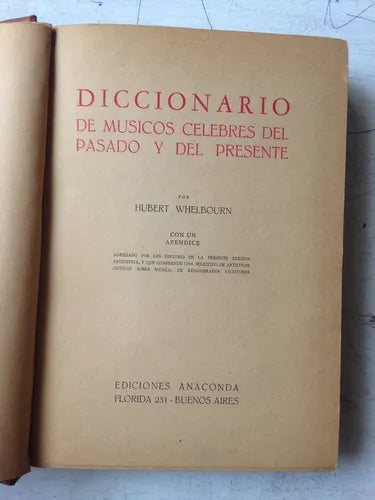 DICCIONARIO
DE MUSICOS CELEBRES DEL
PASADO Y DEL PRESENTE
POR
HUBERT WHELBOURN
CON UN
APENDICE
AGREGADO POR LOS EDITORES DE LA PRESENTE EDICION
ARGENTINA, Y QUE COMPRENDE UNA SELECCION DE ARTICULOS
CRITICOS SOBRE MUSICA, DE RENOMBRADOS ESCRITORES
EDICIONES ANACONDA
FLORIDA 251 - BUENOS AIRES